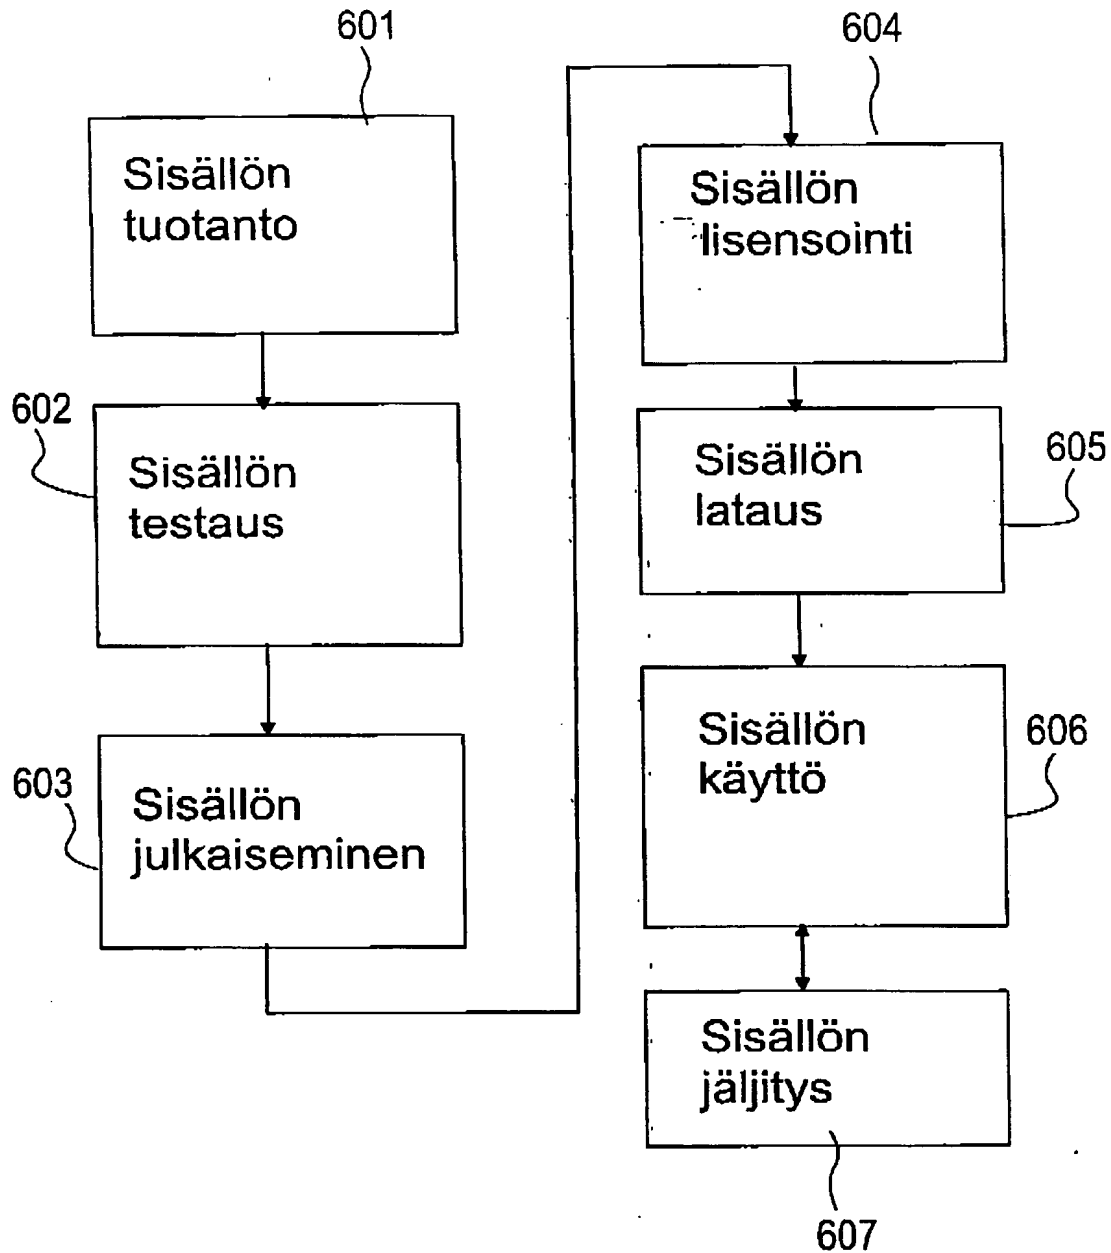 601
Sisällön
tuotanto
602
Sisällön
testaus
603
Sisällön
julkaiseminen
604
Sisällön
lisensointi
605
Sisällön
lataus
606
Sisällön
käyttö
Sisällön
jäljitys
607